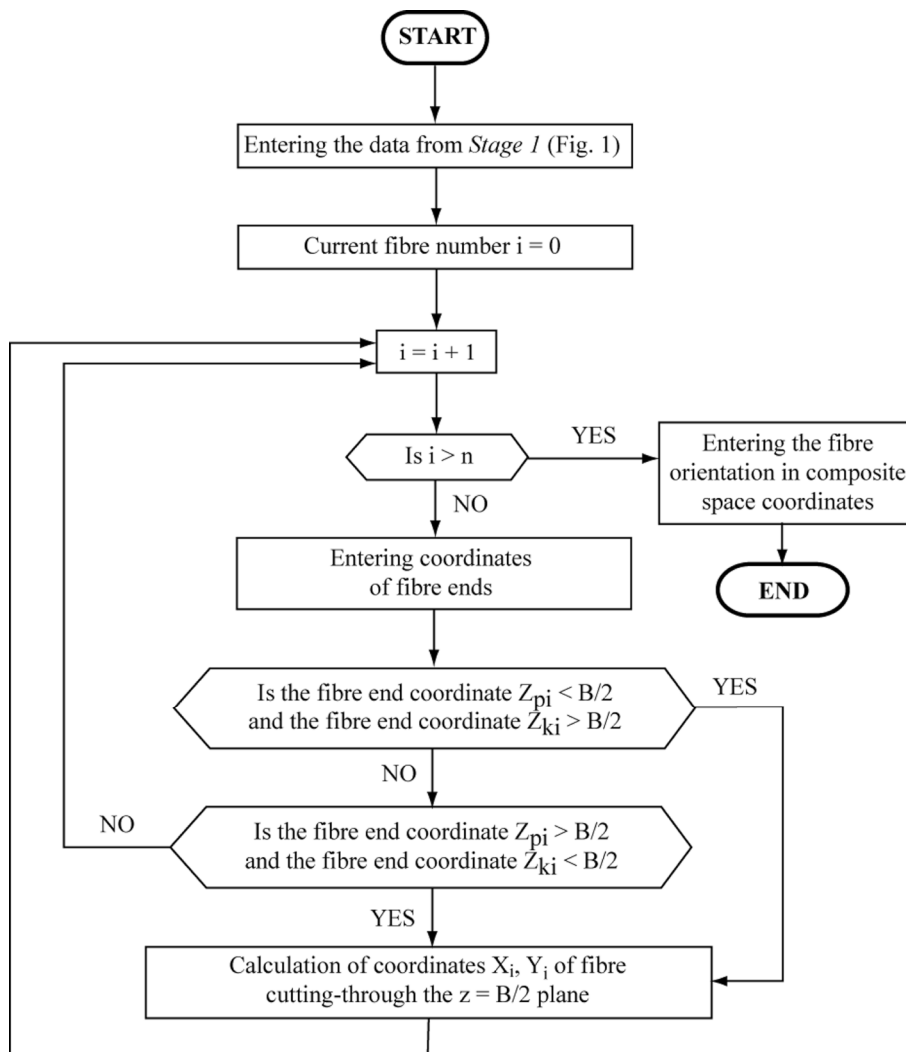 START
Entering the data from Stage 1 (Fig. 1)
Current fibre number i = 0
i = i + 1
Is i > n
YES
Entering the fibre
orientation in composite
space coordinates
NO
Entering coordinates
of fibre ends
END
Is the fibre end coordinate Zpi < B/2
and the fibre end coordinate Zki > B/2
YES
NO
Is the fibre end coordinate Zpi > B/2
and the fibre end coordinate Zki < B/2
NO
YES
Calculation of coordinates Xi, Yi of fibre
cutting-through the z = B/2 plane